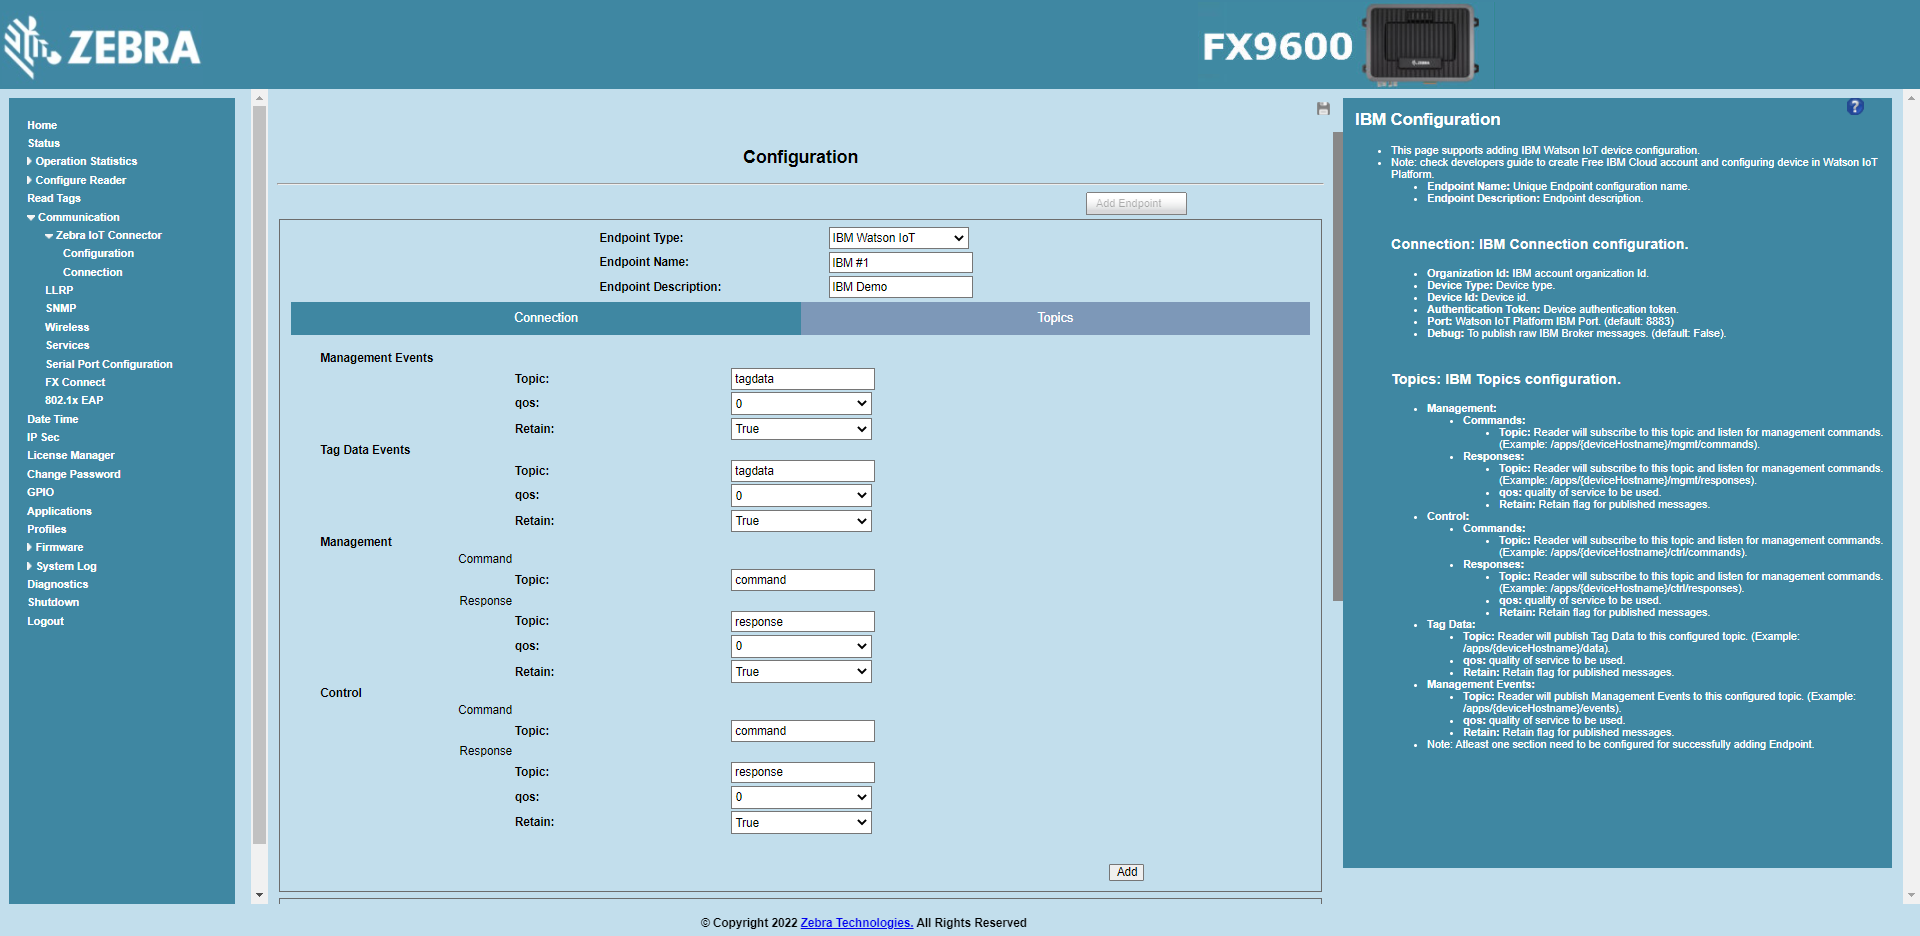 ZEBRA
FX9600
ZEBRA
Home
Status
Operation Statistics
Configure Reader
Read Tags
Communication
Zebra IoT Connector
Configuration
Connection
LLRP
SNMP
Wireless
Services
Serial Port Configuration
FX Connect
802.1x EAP
Date Time
IP Sec
License Manager
Change Password
GPIO
Applications
Profiles
Firmware
System Log
Diagnostics
Shutdown
Logout
Configuration
Add Endpoint
Endpoint Type: IBM Watson IoT
Endpoint Name: IBM #1
Endpoint Description: IBM Demo
Connection Topics
Management Events
Topic: tagdata
qos: 0
Retain: True
Tag Data Events
Topic: tagdata
qos: 0
Retain: True
Management
Command
Topic: command
Response
Topic: response
qos: 0
Retain: True
Control
Command
Topic: command
Response
Topic: response
qos: 0
Retain: True
Add
?
IBM Configuration
This page supports adding IBM Watson IoT device configuration.
Note: check developers guide to create Free IBM Cloud account and configuring device in Watson IoT
Platform.
Endpoint Name: Unique Endpoint configuration name.
Endpoint Description: Endpoint description.
Connection: IBM Connection configuration.
Organization Id: IBM account organization Id.
Device Type: Device type.
Device Id: Device id.
Authentication Token: Device authentication token.
Port: Watson IoT Platform IBM Port. (default: 8883)
Debug: To publish raw IBM Broker messages. (default: False).
Topics: IBM Topics configuration.
Management:
Commands:
Topic: Reader will subscribe to this topic and listen for management commands.
(Example: /apps/{deviceHostname}/mgmt/commands).
Responses:
Topic: Reader will subscribe to this topic and listen for management commands.
(Example: /apps/{deviceHostname}/mgmt/responses).
qos: quality of service to be used.
Retain: Retain flag for published messages.
Control:
Commands:
Topic: Reader will subscribe to this topic and listen for management commands.
(Example: /apps/{deviceHostname}/ctrl/commands).
Responses:
Topic: Reader will subscribe to this topic and listen for management commands.
(Example: /apps/{deviceHostname}/ctrl/responses).
qos: quality of service to be used.
Retain: Retain flag for published messages.
Tag Data:
Topic: Reader will publish Tag Data to this configured topic. (Example:
/apps/{deviceHostname}/data).
qos: quality of service to be used.
Retain: Retain flag for published messages.
Management Events:
Topic: Reader will publish Management Events to this configured topic. (Example:
/apps/{deviceHostname}/events).
qos: quality of service to be used.
Retain: Retain flag for published messages.
Note: Atleast one section need to be configured for successfully adding Endpoint.
© Copyright 2022 Zebra Technologies. All Rights Reserved